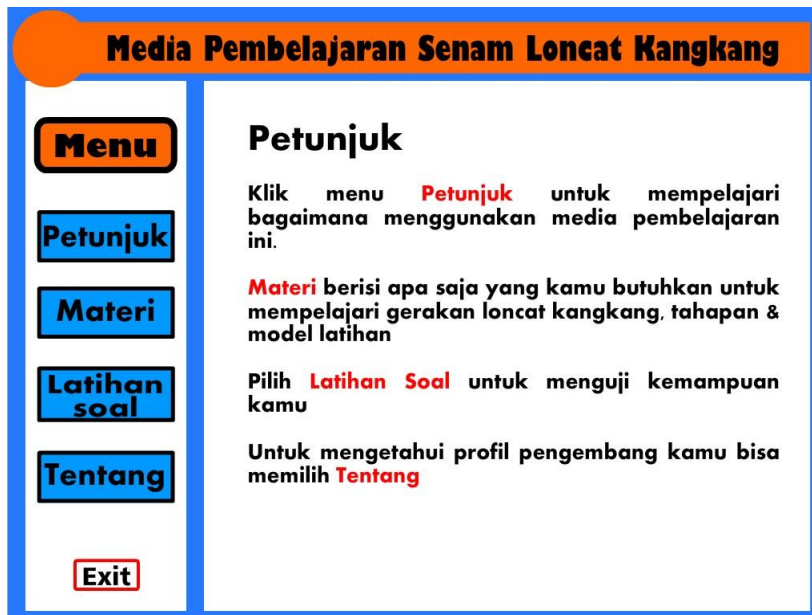 Media Pembelajaran Senam Loncat Kangkang
Menu
Petunjuk
Materi
Latihan
soal
Tentang
Exit
Petunjuk
Klik menu Petunjuk untuk mempelajari
bagaimana menggunakan media pembelajaran
ini.
Materi berisi apa saja yang kamu butuhkan untuk
mempelajari gerakan loncat kangkang, tahapan &
model latihan
Pilih Latihan Soal untuk menguji kemampuan
kamu
Untuk mengetahui profil pengembang kamu bisa
memilih Tentang